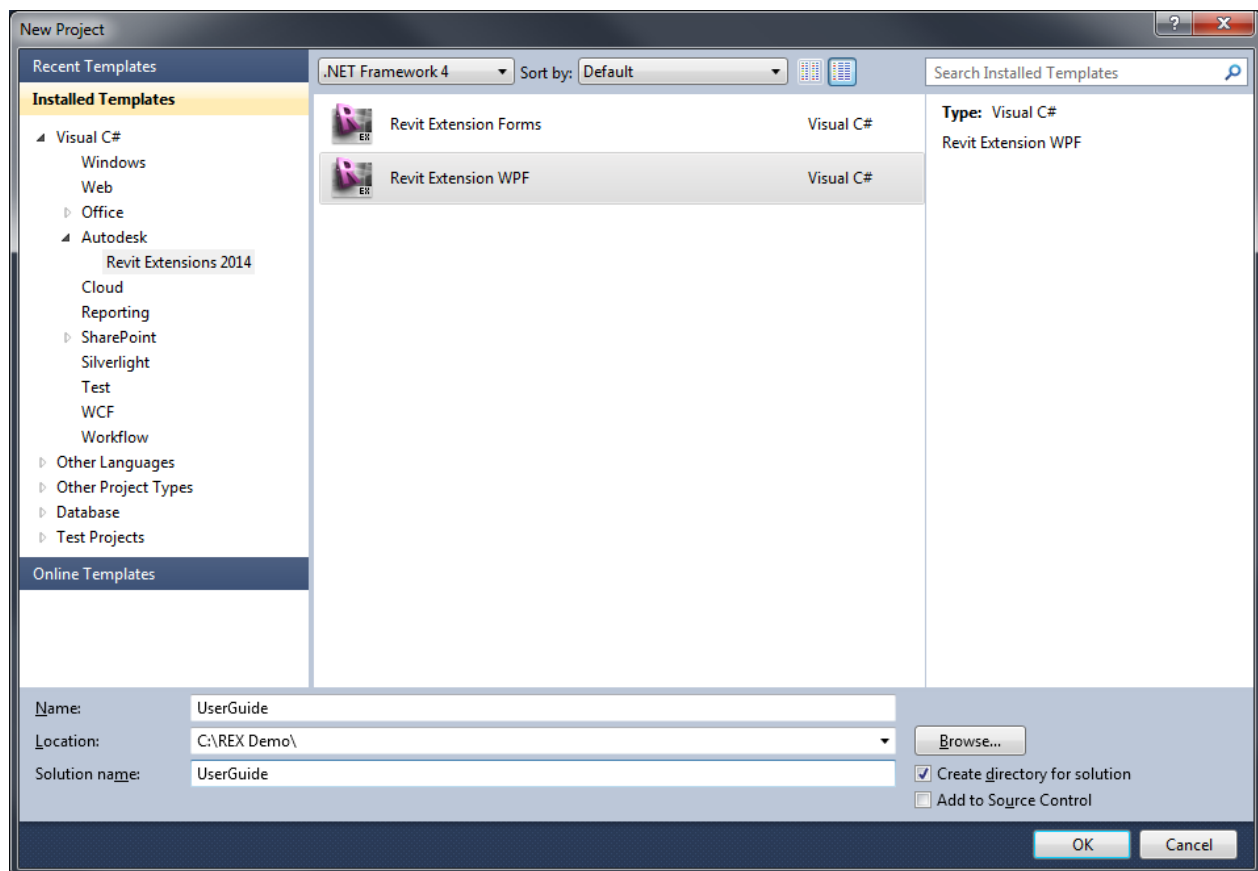 New Project
?
Recent Templates
Installed Templates
Visual C#
Windows
Web
Office
Autodesk
Revit Extensions 2014
Cloud
Reporting
SharePoint
Silverlight
Test
WCF
Workflow
Other Languages
Other Project Types
Database
Test Projects
Online Templates
.NET Framework 4 Sort by: Default
Revit Extension Forms Visual C#
Revit Extension WPF Visual C#
R EX
R EX
Search Installed Templates
Type: Visual C#
Revit Extension WPF
Name: UserGuide
Location: C:\REX Demo\ Browse...
Solution name: UserGuide
Create directory for solution
Add to Source Control
OK Cancel